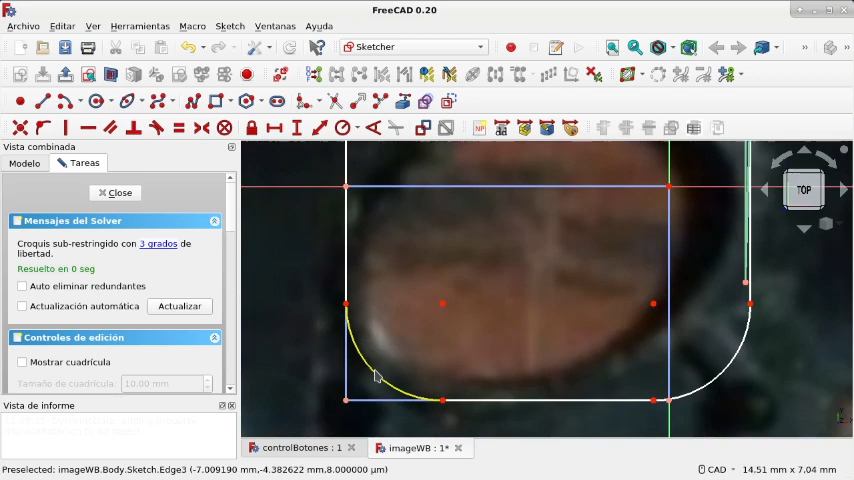 FreeCAD 0.20
Archivo Editar Ver Herramientas Macro Sketch Ventanas Ayuda
Sketcher
Vista combinada
Modelo Tareas
Close
Mensajes del Solver
Croquis sub-restringido con 3 grados de
libertad.
Resuelto en 0 seg
Auto eliminar redundantes
Actualización automática Actualizar
Controles de edición
Mostrar cuadrícula
Tamaño de cuadrícula: 10.00 mm
Vista de informe
TOP
controBotones : 1 imageWB : 1*
Preselected: imageWB.Body.Sketch.Edge3 (-7.009190 mm,-4.382622 mm,8.000000 µm) CAD 14.51 mm x 7.04 mm